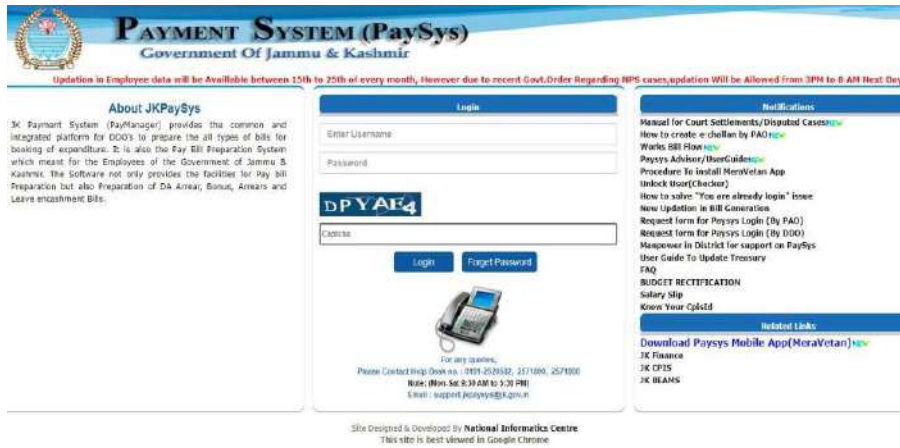 PAYMENT SYSTEM (PaySys)
Government Of Jammu & Kashmir
Updation in Employee data will be Availiable between 15th to 25th of every month, However due to recent Govt.Order Regarding NPS cases,updation Will be Allowed from 3PM to 8 AM Next Day
About JKPaySys
JK Payment System (PayManager) provides the common and
integrated platform for DDO's to prepare the all types of bills for
booking of expenditure. It is also the Pay Bill Preparation System
which meant for the Employees of the Government of Jammu &
Kashmir. The Software not only provides the facilities for Pay bill
Preparation but also Preparation of DA Arrear, Bonus, Arrears and
Leave encashment Bills.
Login
Enter Username
Password
DPYAF4
Captcha
Login
Forget Password
For any queries,
Please Contact Help Desk no. :
Note: (Mon-Sat 9:30 AM to 5:30 PM)
Email : support.jkpaysys@jk.gov.in
Notifications
Manual for Court Settlements/Disputed Cases NEW
How to create e-challan by PAO NEW
Works Bill Flow NEW
Paysys Advisor/UserGuide NEW
Procedure To install MeraVetan App
Unlock User(Checker)
How to solve "You are already login" issue
New Updation in Bill Generation
Request form for Paysys Login (By PAO)
Request form for Paysys Login (By DDO)
Manpower in District for support on PaySys
User Guide To Update Treasury
FAQ
BUDGET RECTIFICATION
Salary Slip
Know Your CpisId
Related Links
Download Paysys Mobile App(MeraVetan) NEW
JK Finance
JK CPIS
JK BEAMS
Site Designed & Developed By National Informatics Centre
This site is best viewed in Google Chrome